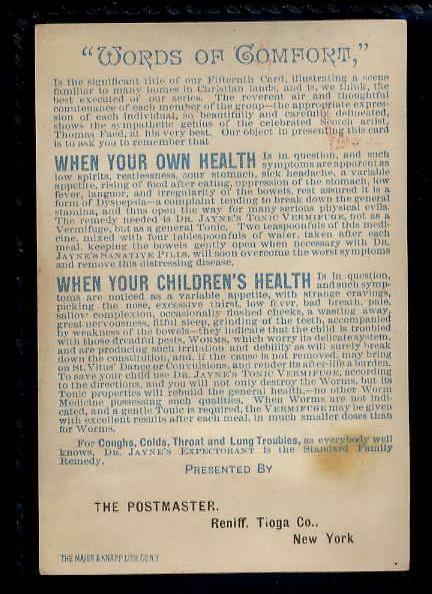 "WORDS OF COMFORT,"
Is the significant title of our Fifteenth Card, illustrating a scene
familiar to many homes in Christian lands, and is, we think, the
best executed of our series. The reverent air and thoughtful
countenance of each member of the group—the appropriate expres-
sion of each individual, so beautifully and carefully delineated,
shows the sympathetic genius of the celebrated Scotch artist,
Thomas Faed, at his very best. Our object in presenting this card
is to ask you to remember that
WHEN YOUR OWN HEALTH Is in question, and such
symptoms are apparent as
low spirits, restlessness, sour stomach, sick headache, a variable
appetite, rising of food after eating, oppression of the stomach, low
fever, languor, and irregularity of the bowels, rest assured it is a
form of Dyspepsia—a complaint tending to break down the general
stamina, and thus open the way for many serious physical evils.
The remedy needed is DR. JAYNE'S TONIC VERMIFUGE, not as a
Vermifuge, but as a general Tonic. Two teaspoonfuls of this medi-
cine, mixed with four tablespoonfuls of water, taken after each
meal, keeping the bowels gently open when necessary with DR.
JAYNE'S SANATIVE PILLS, will soon overcome the worst symptoms
and remove this distressing disease.
WHEN YOUR CHILDREN'S HEALTH Is in question,
and such symp-
toms are noticed as a variable appetite, with strange cravings,
picking the nose, excessive thirst, low fever, bad breath, pale,
sallow complexion, occasionally flushed cheeks, a wasting away,
great nervousness, fitful sleep, grinding of the teeth, accompanied
by weakness of the bowels—they indicate that the child is troubled
with those dreadful pests, WORMS, which worry its delicate system,
and are producing such irritation and debility as will surely break
down the constitution, and, if the cause is not removed, may bring
on St. Vitus' Dance or Convulsions, and render its after-life a burden.
To save your child use DR. JAYNE'S TONIC VERMIFUGE, according
to the directions, and you will not only destroy the Worms, but its
Tonic properties will rebuild the general health,—no other Worm
Medicine possessing such qualities. When Worms are not indi-
cated, and a gentle Tonic is required, the VERMIFUGE may be given
with excellent results after each meal, in much smaller doses than
for Worms.
For Coughs, Colds, Throat and Lung Troubles, as everybody well
knows, DR. JAYNE'S EXPECTORANT is the Standard Family
Remedy.
PRESENTED BY
THE POSTMASTER.
Reniff. Tioga Co..
New York
THE MAJOR & KNAPP LITH. CO. N.Y.